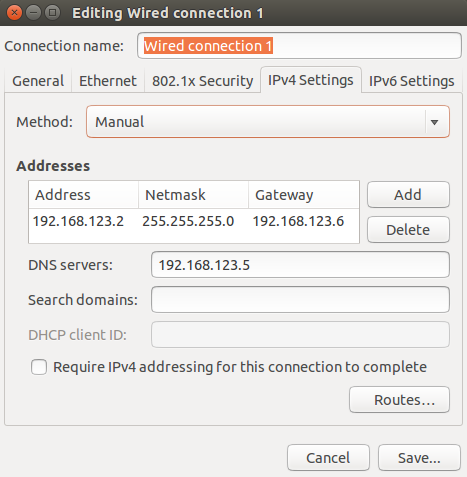 Editing Wired connection 1
Connection name: Wired connection 1
General Ethernet 802.1x Security IPv4 Settings IPv6 Settings
Method: Manual
Addresses
Address Netmask Gateway Add
192.168.123.2 255.255.255.0 192.168.123.6
Delete
DNS servers: 192.168.123.5
Search domains:
DHCP client ID:
Require IPv4 addressing for this connection to complete
Routes...
Cancel Save...